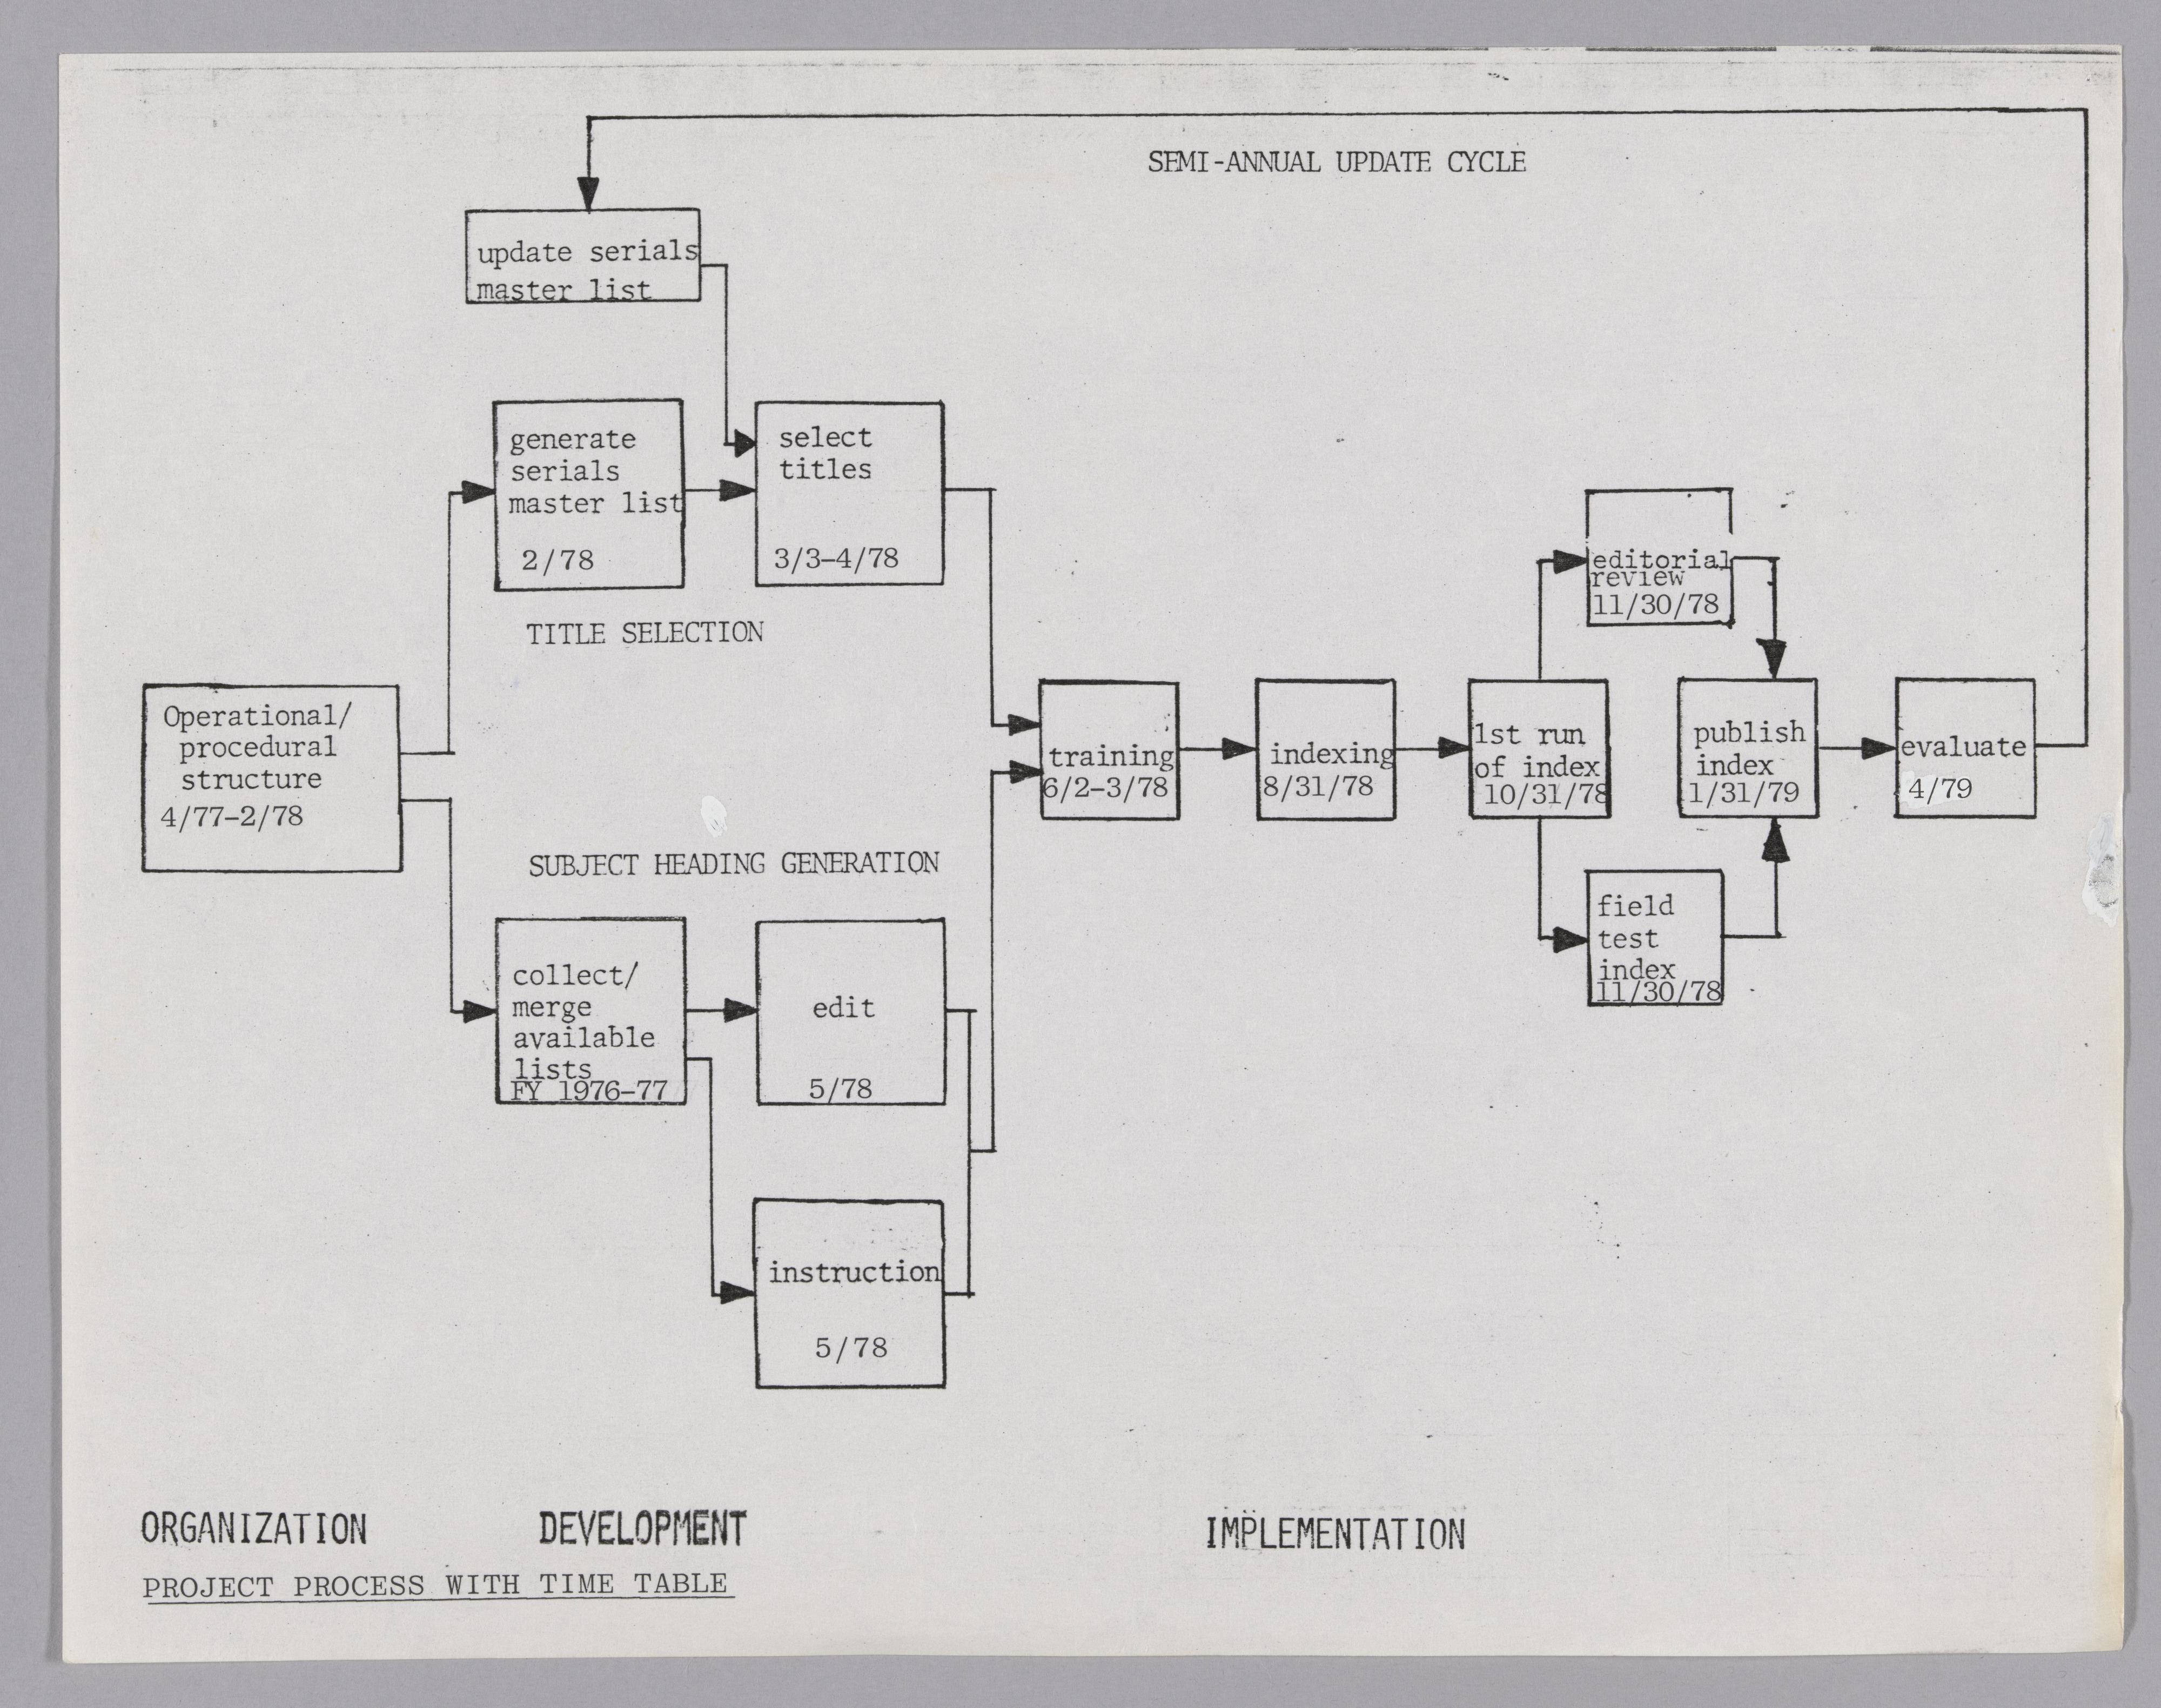 SEMI-ANNUAL UPDATE CYCLE
update serials
master list
generate
serials
master list
2/78
select
titles
3/3-4/78
TITLE SELECTION
Operational/
procedural
structure
4/77-2/78
SUBJECT HEADING GENERATION
collect/
merge
available
lists
FY 1976-77
edit
5/78
instruction
5/78
training
6/2-3/78
indexing
8/31/78
1st run
of index
10/31/78
editorial
review
11/30/78
field
test
index
11/30/78
publish
index
1/31/79
evaluate
4/79
ORGANIZATION
DEVELOPMENT
IMPLEMENTATION
PROJECT PROCESS WITH TIME TABLE